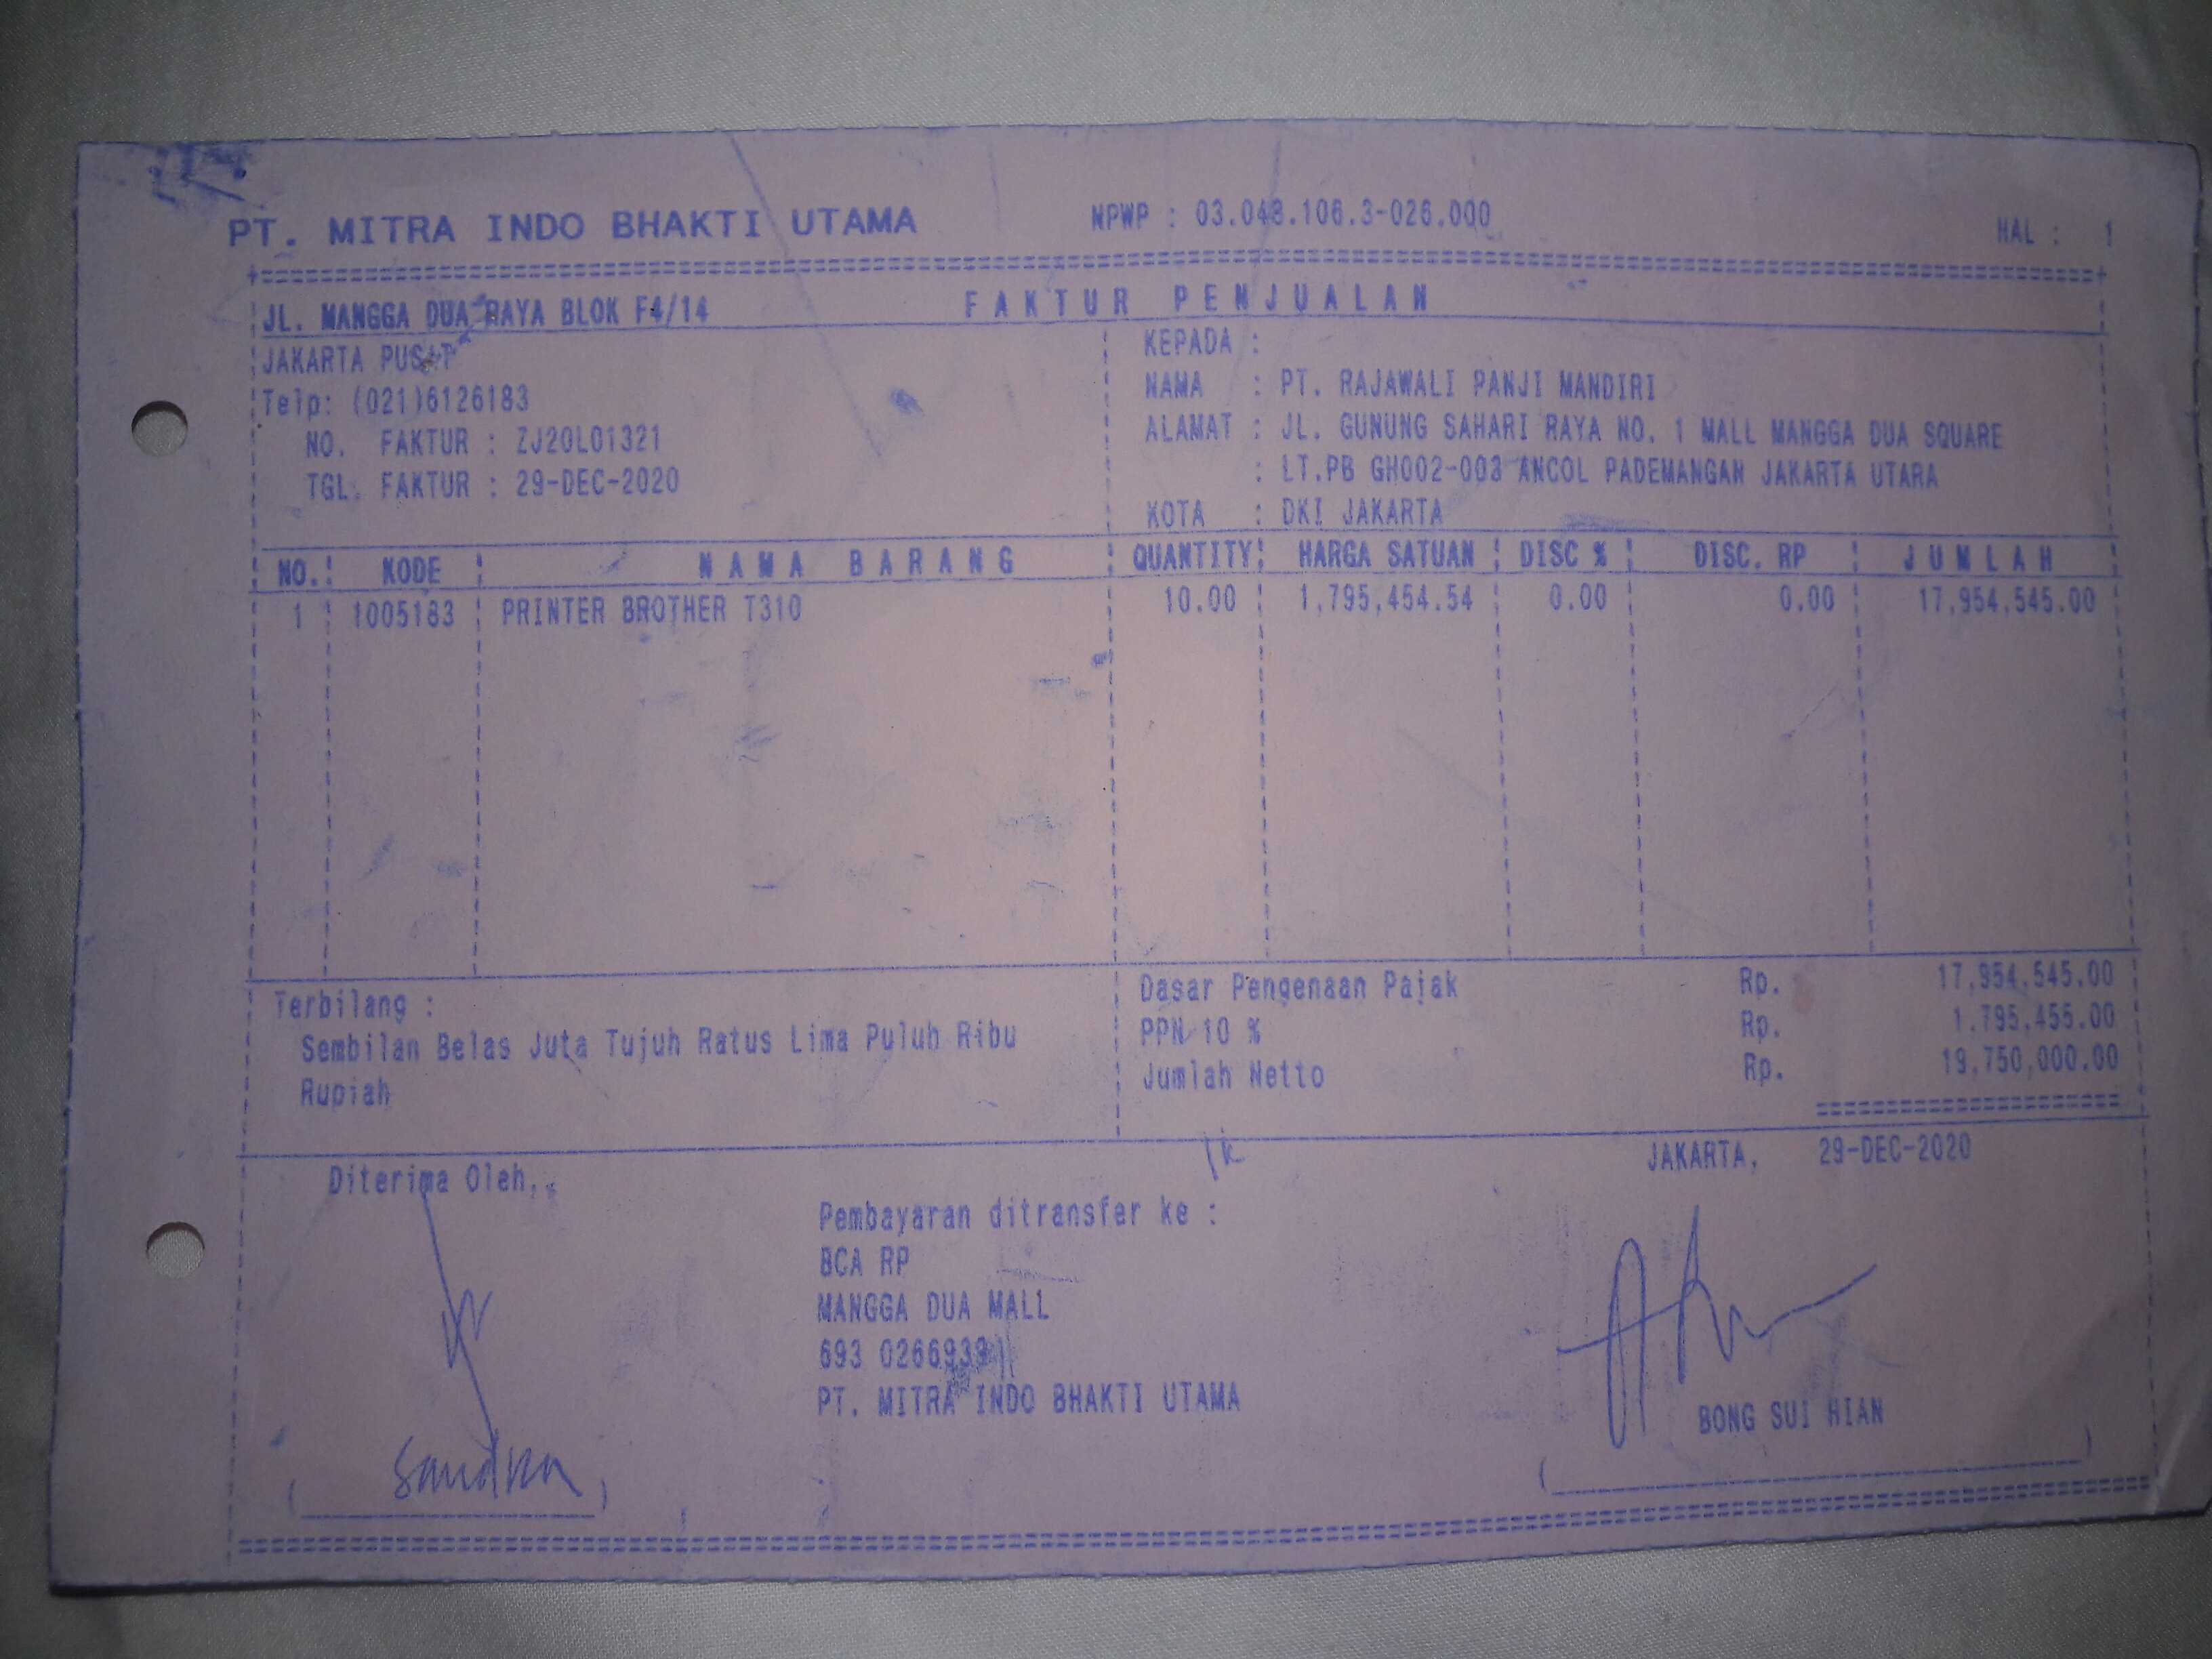 PT. MITRA INDO BHAKTI UTAMA NPWP : 03.048.106.3-026.000 HAL : 1
JL. MANGGA DUA RAYA BLOK F4/14 FAKTUR PENJUALAN
JAKARTA PUSAT
Telp: (021)6126183
NO. FAKTUR : ZJ20L01321
TGL. FAKTUR : 29-DEC-2020
KEPADA :
NAMA : PT. RAJAWALI PANJI MANDIRI
ALAMAT : JL. GUNUNG SAHARI RAYA NO. 1 MALL MANGGA DUA SQUARE
: LT.PB GH002-003 ANCOL PADEMANGAN JAKARTA UTARA
KOTA : DKI JAKARTA
NO. KODE NAMA BARANG QUANTITY HARGA SATUAN DISC % DISC. RP JUMLAH
1 1005183 PRINTER BROTHER T310 10.00 1,795,454.54 0.00 0.00 17,954,545.00
Terbilang :
Sembilan Belas Juta Tujuh Ratus Lima Puluh Ribu
Rupiah
Dasar Pengenaan Pajak Rp. 17,954,545.00
PPN 10 % Rp. 1,795,455.00
Jumlah Netto Rp. 19,750,000.00
JAKARTA, 29-DEC-2020
Diterima Oleh,
Pembayaran ditransfer ke :
BCA RP
MANGGA DUA MALL
693
PT. MITRA INDO BHAKTI UTAMA
BONG SUI HIAN